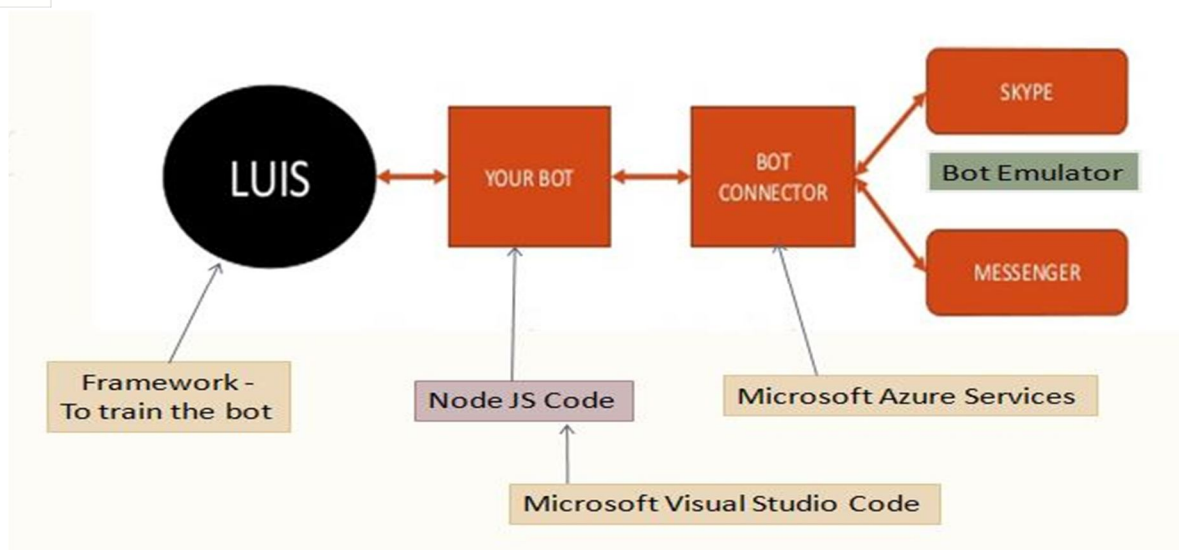 LUIS
YOUR BOT
BOT
CONNECTOR
SKYPE
Bot Emulator
MESSENGER
Framework -
To train the bot
Node JS Code
Microsoft Azure Services
Microsoft Visual Studio Code